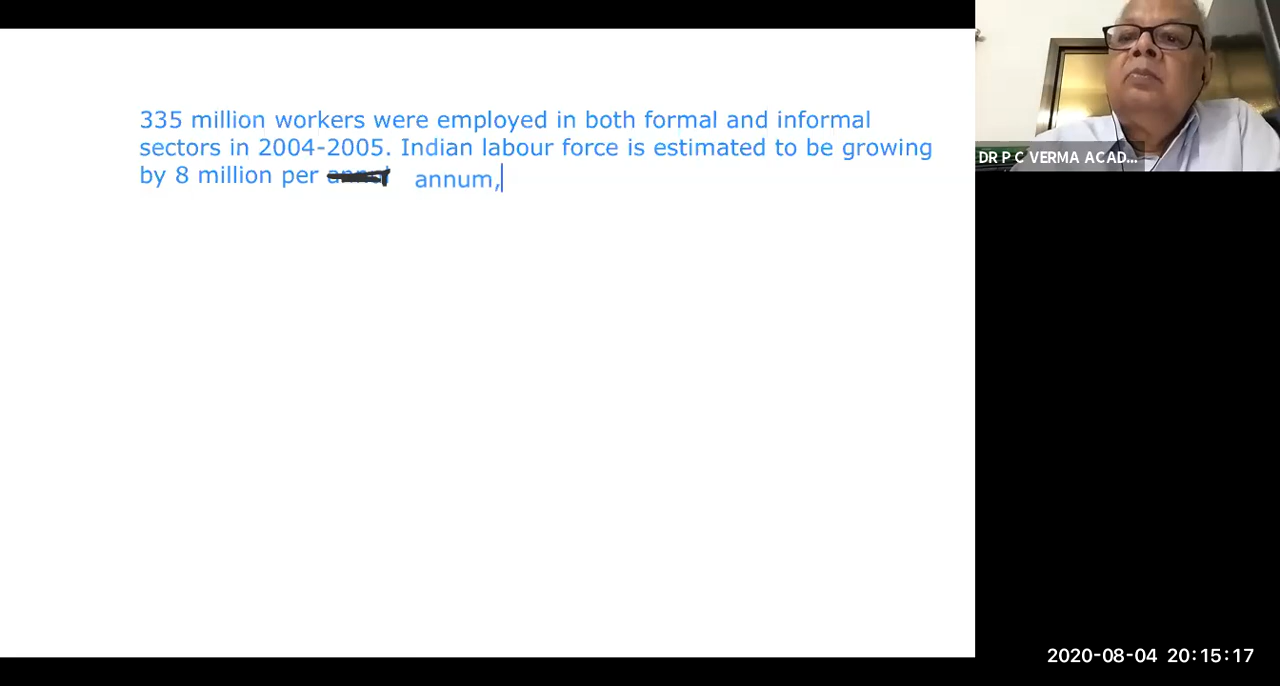 335 million workers were employed in both formal and informal
sectors in 2004-2005. Indian labour force is estimated to be growing
by 8 million per annum,
DR P C VERMA ACAD...
2020-08-04 20:15:17